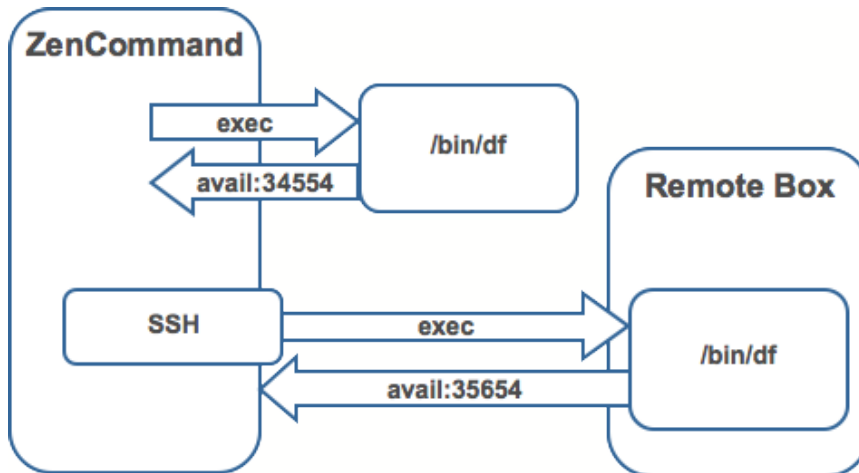 ZenCommand
exec
/bin/df
avail:34554
Remote Box
SSH
exec
/bin/df
avail:35654